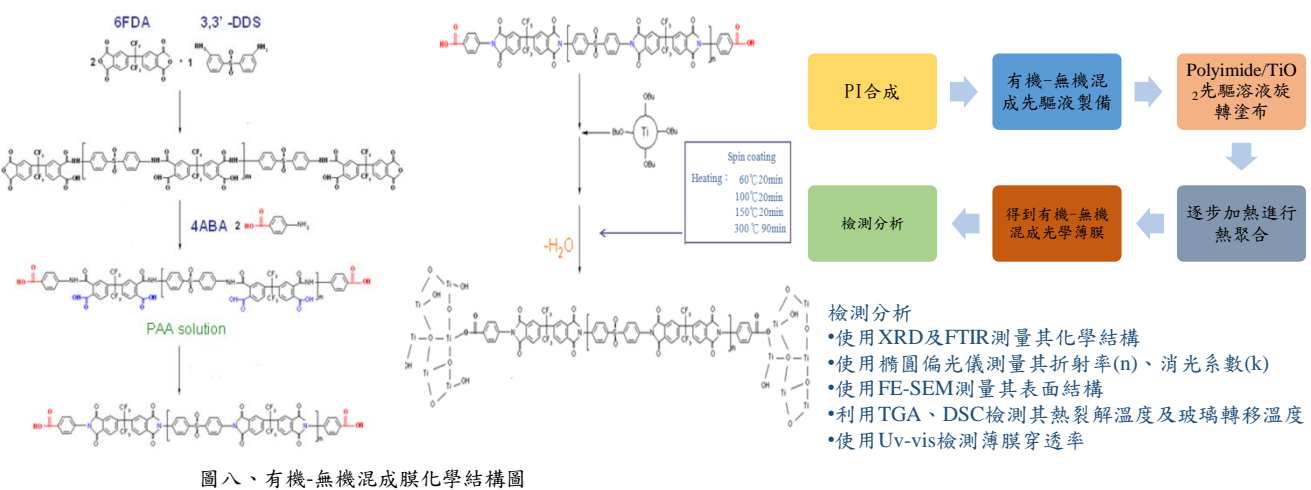 6FDA
3,3' -DDS
2
1
4ABA
2
PAA solution
OBu
BuO
Ti
OBu
OBu
Spin coating
Heating： 60℃20min
100℃20min
150℃20min
300℃ 90min
-H₂O
PI合成
有機-無機混
成先驅液製備
Polyimide/TiO
₂先驅溶液旋
轉塗布
檢測分析
得到有機-無機
混成光學薄膜
逐步加熱進行
熱聚合
檢測分析
•使用XRD及FTIR測量其化學結構
•使用橢圓偏光儀測量其折射率(n)、消光系數(k)
•使用FE-SEM測量其表面結構
•利用TGA、DSC檢測其熱裂解溫度及玻璃轉移溫度
•使用Uv-vis檢測薄膜穿透率
圖八、有機-無機混成膜化學結構圖